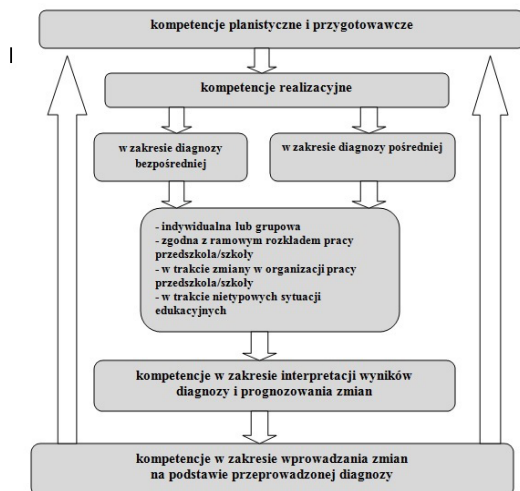 kompetencje planistyczne i przygotowawcze
kompetencje realizacyjne
w zakresie diagnozy
bezpośredniej
w zakresie diagnozy pośredniej
- indywidualna lub grupowa
- zgodna z ramowym rozkładem pracy
przedszkola/szkoły
- w trakcie zmiany w organizacji pracy
przedszkola/szkoły
- w trakcie nietypowych sytuacji
edukacyjnych
kompetencje w zakresie interpretacji wyników
diagnozy i prognozowania zmian
kompetencje w zakresie wprowadzania zmian
na podstawie przeprowadzonej diagnozy